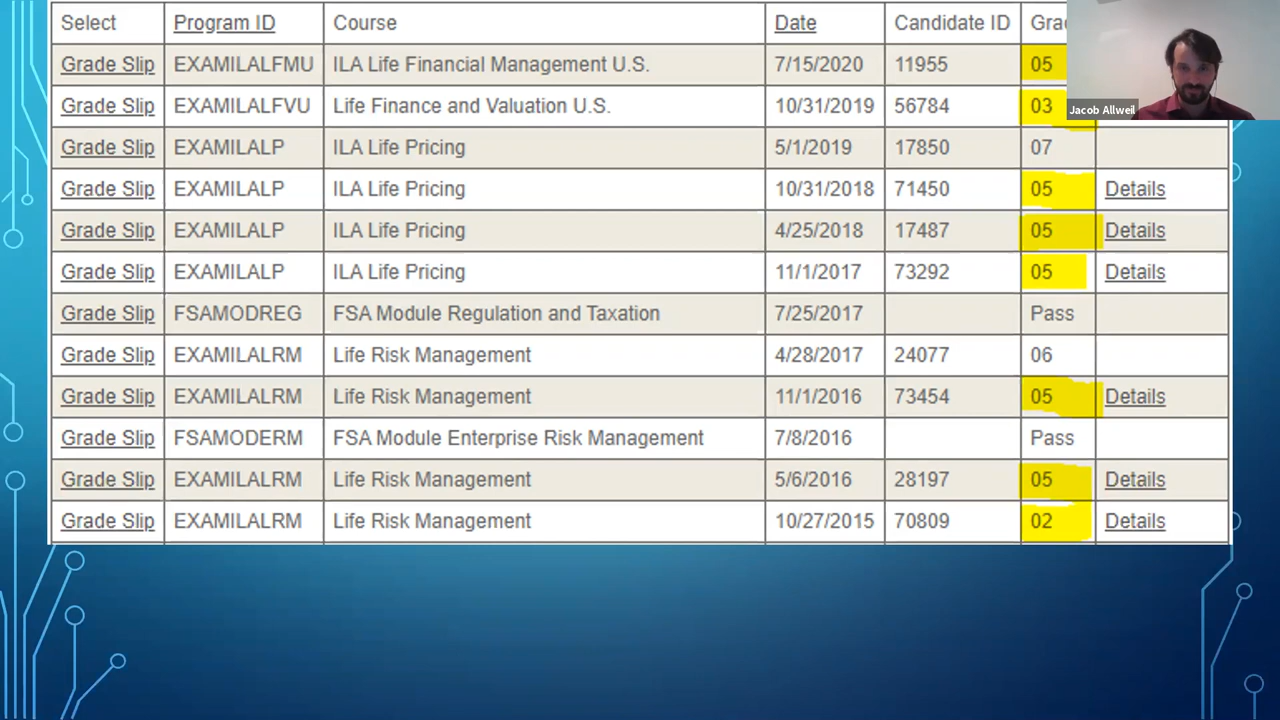 Select Program ID Course Date Candidate ID Gra
Grade Slip EXAMILALFMU ILA Life Financial Management U.S. 7/15/2020 11955 05
Grade Slip EXAMILALFVU Life Finance and Valuation U.S. 10/31/2019 56784 03
Jacob Allweil
Grade Slip EXAMILALP ILA Life Pricing 5/1/2019 17850 07
Grade Slip EXAMILALP ILA Life Pricing 10/31/2018 71450 05 Details
Grade Slip EXAMILALP ILA Life Pricing 4/25/2018 17487 05 Details
Grade Slip EXAMILALP ILA Life Pricing 11/1/2017 73292 05 Details
Grade Slip FSAMODREG FSA Module Regulation and Taxation 7/25/2017 Pass
Grade Slip EXAMILALRM Life Risk Management 4/28/2017 24077 06
Grade Slip EXAMILALRM Life Risk Management 11/1/2016 73454 05 Details
Grade Slip FSAMODERM FSA Module Enterprise Risk Management 7/8/2016 Pass
Grade Slip EXAMILALRM Life Risk Management 5/6/2016 28197 05 Details
Grade Slip EXAMILALRM Life Risk Management 10/27/2015 70809 02 Details